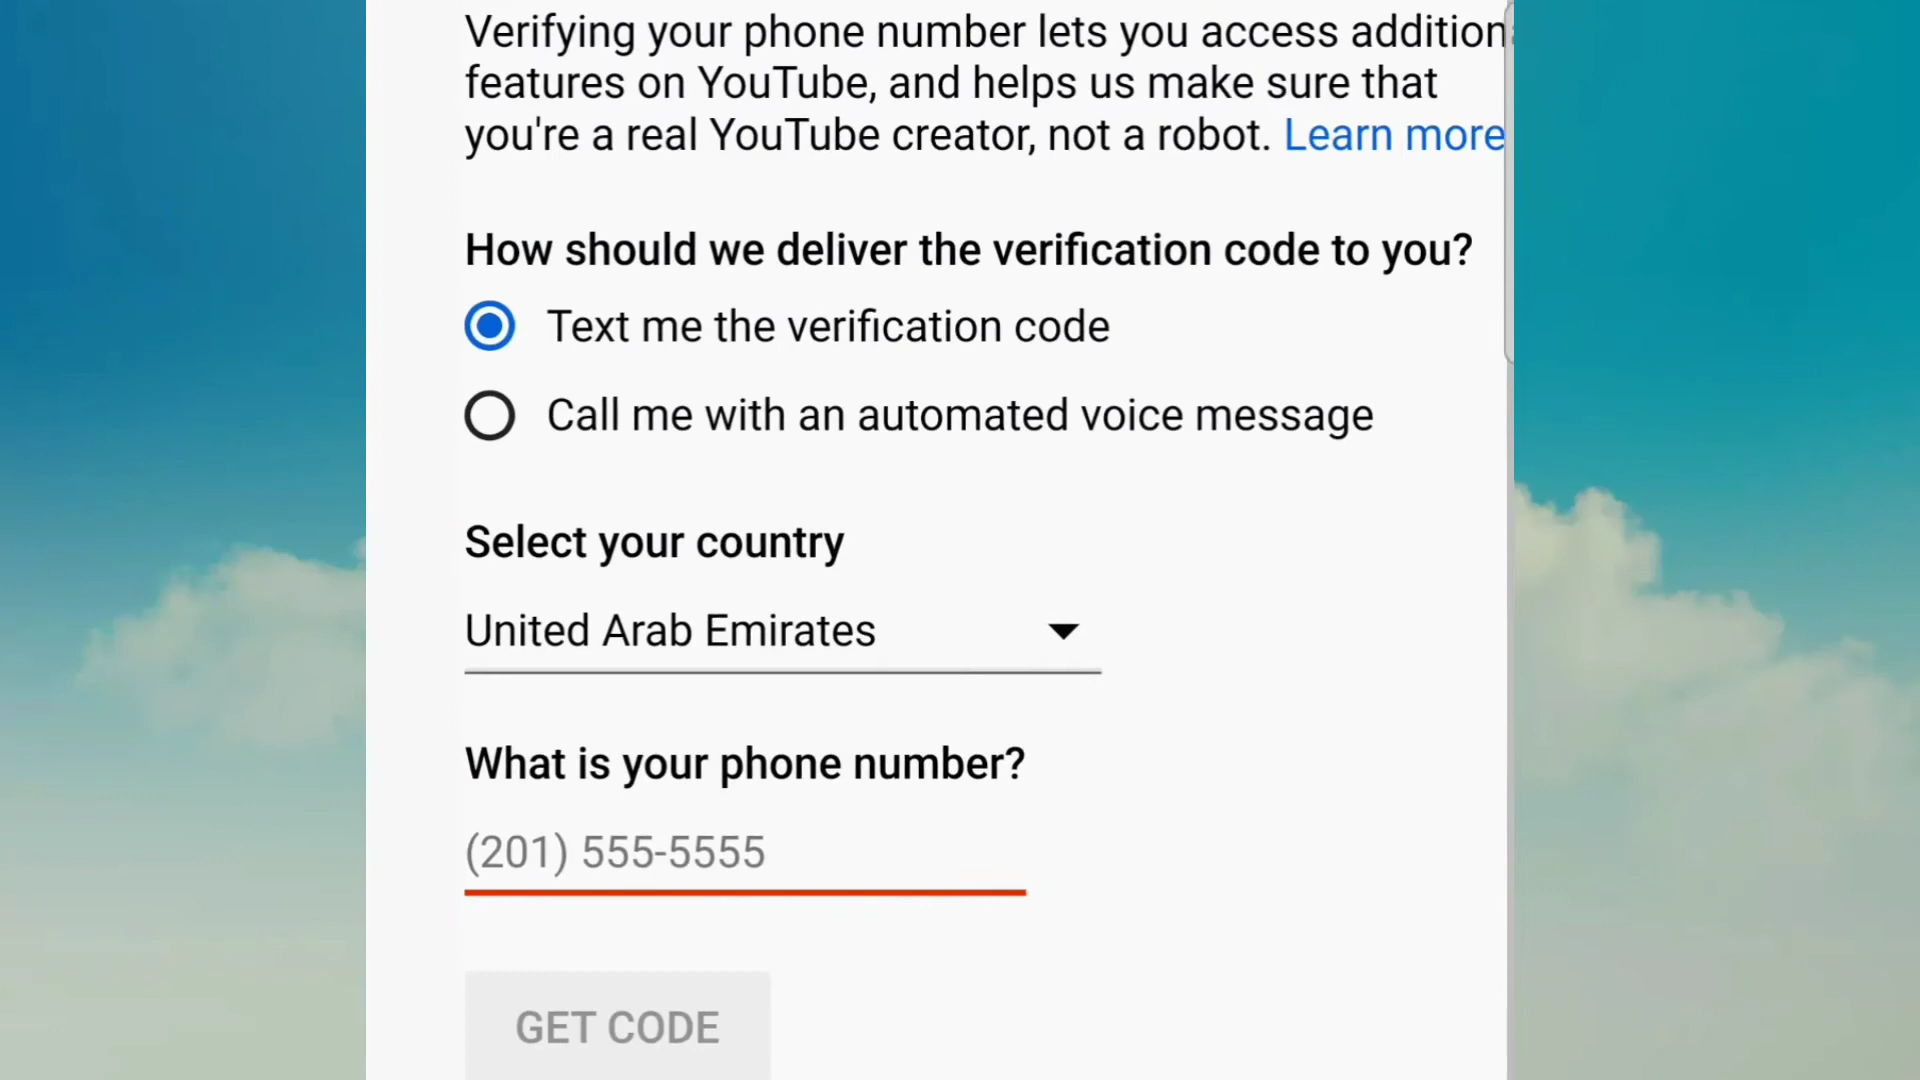 Verifying your phone number lets you access addition
features on YouTube, and helps us make sure that
you're a real YouTube creator, not a robot. Learn more
How should we deliver the verification code to you?
Text me the verification code
Call me with an automated voice message
Select your country
United Arab Emirates
What is your phone number?
(201) 555-5555
GET CODE